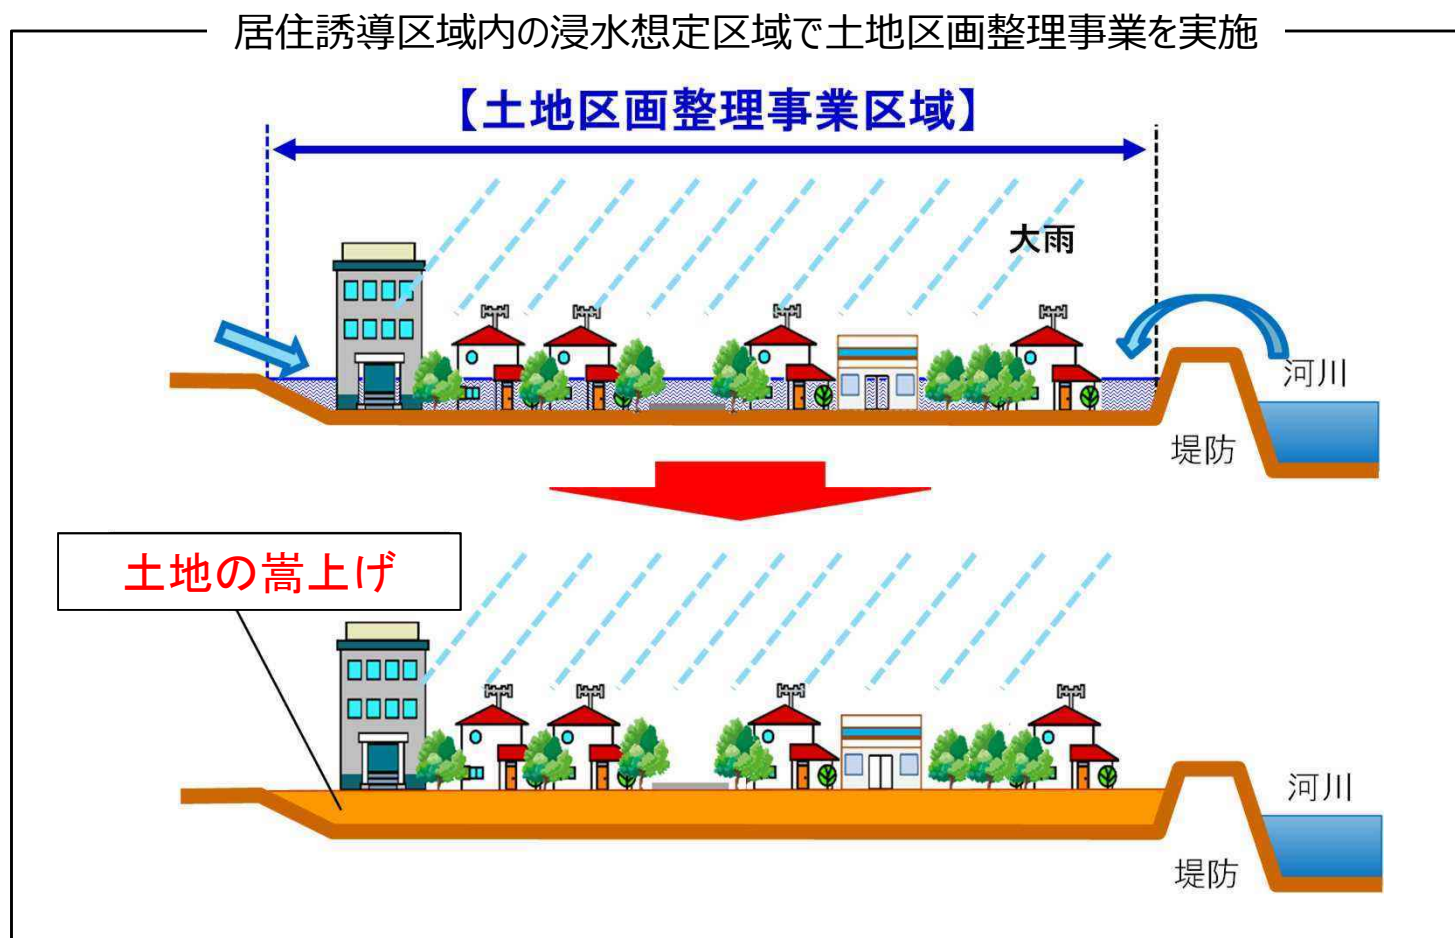 居住誘導区域内の浸水想定区域で土地区画整理事業を実施
【土地区画整理事業区域】
大雨
河川
堤防
土地の嵩上げ
河川
堤防